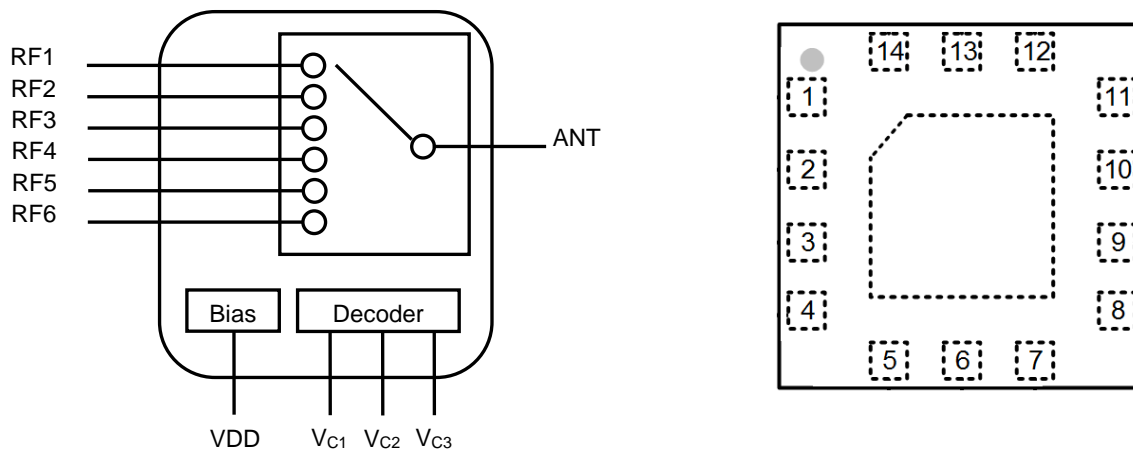 RF1
RF2
RF3
RF4
RF5
RF6
ANT
Bias
Decoder
VDD
VC1
VC2
VC3
14
13
12
1
11
2
10
3
9
4
8
5
6
7